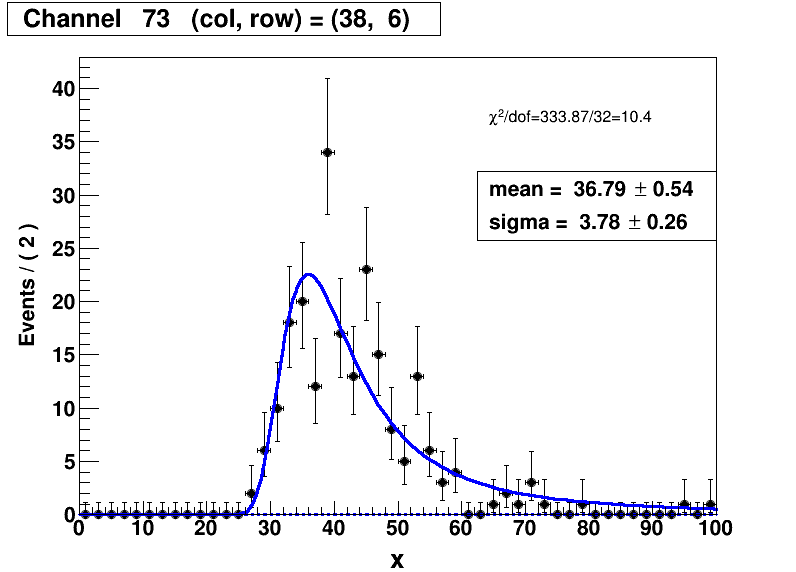 Channel 73 (col, row) = (38, 6)
χ²/dof=333.87/32=10.4
mean = 36.79 ± 0.54
sigma = 3.78 ± 0.26
Events / ( 2 )
40
35
30
25
20
15
10
5
0
0 10 20 30 40 50 60 70 80 90 100
x